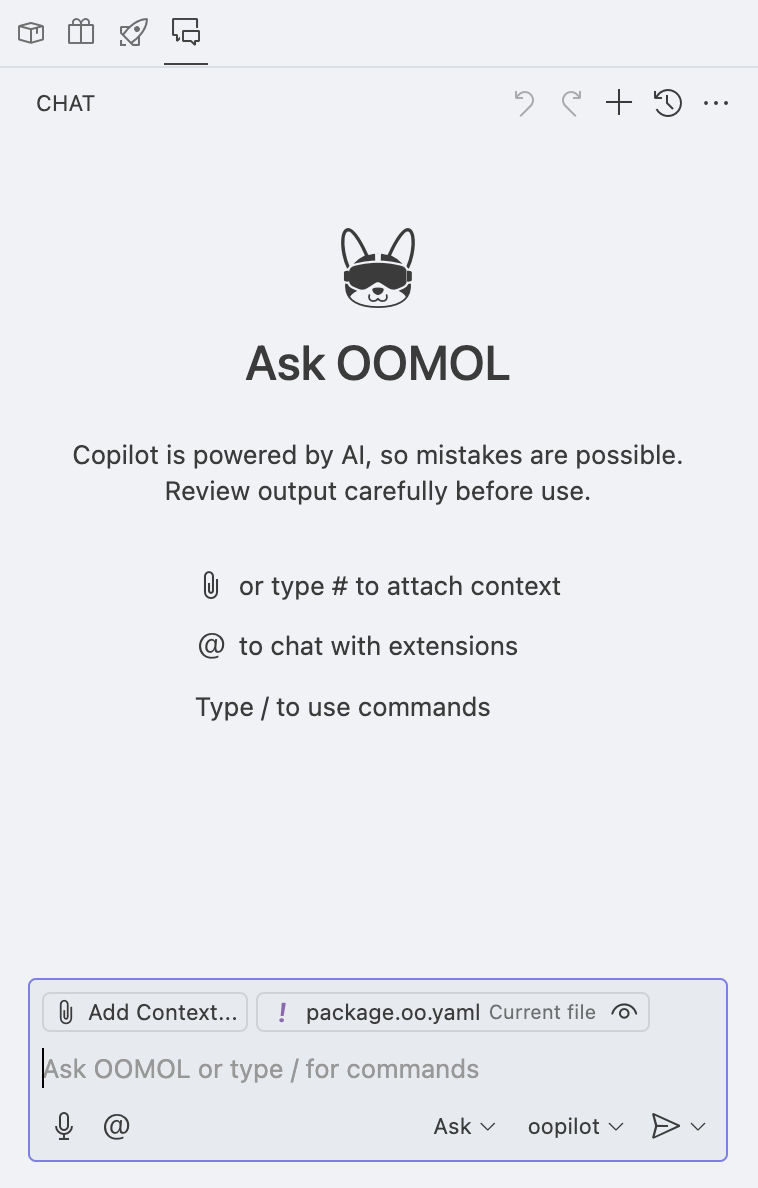 CHAT
Ask OOMOL
Copilot is powered by AI, so mistakes are possible.
Review output carefully before use.
or type # to attach context
@ to chat with extensions
Type / to use commands
Add Context...
! package.oo.yaml Current file
Ask OOMOL or type / for commands
@ Ask oopilot